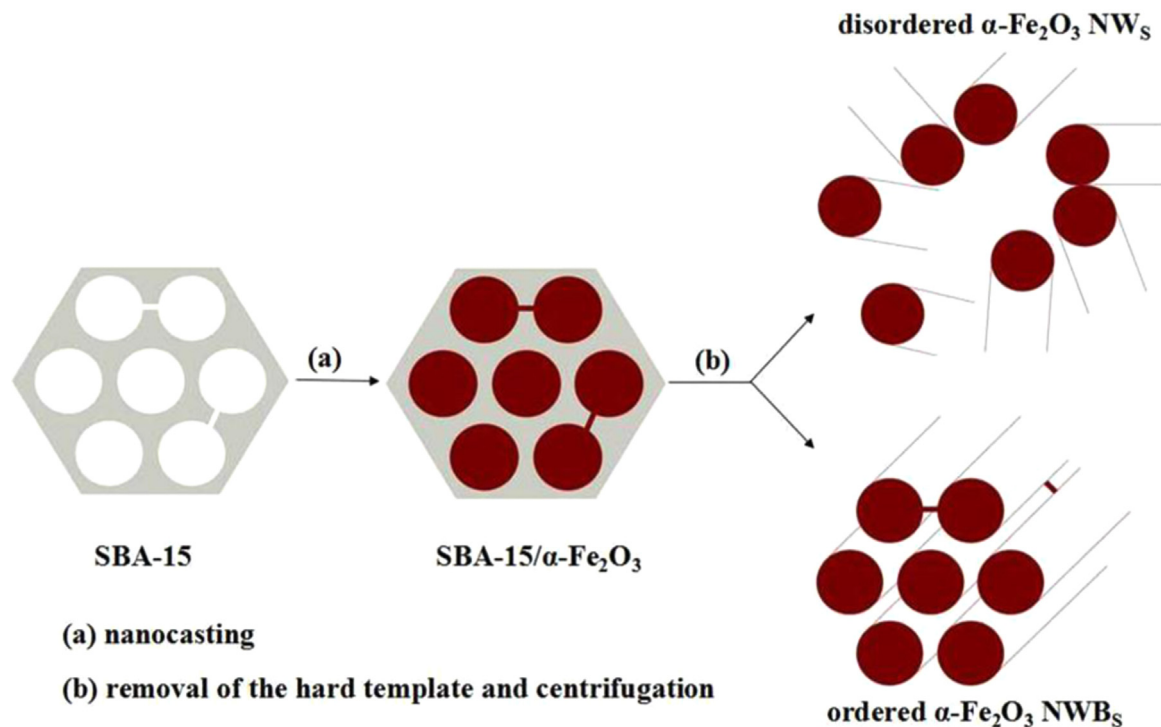 disordered α-Fe₂O₃ NWₛ
(a)
(b)
SBA-15
SBA-15/α-Fe₂O₃
(a) nanocasting
(b) removal of the hard template and centrifugation
ordered α-Fe₂O₃ NWBₛ